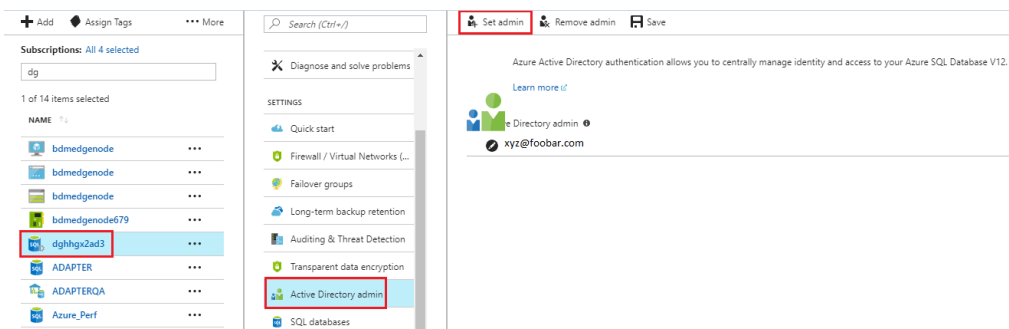 Add Assign Tags ••• More
Subscriptions: All 4 selected
dg
1 of 14 items selected
NAME ↑↓
bdmedgenode •••
bdmedgenode •••
bdmedgenode •••
bdmedgenode679 •••
dghhgx2ad3 •••
ADAPTER •••
ADAPTERQA •••
Azure_Perf •••
Search (Ctrl+/)
Diagnose and solve problems
SETTINGS
Quick start
Firewall / Virtual Networks (...
Failover groups
Long-term backup retention
Auditing & Threat Detection
Transparent data encryption
Active Directory admin
SQL databases
Set admin Remove admin Save
Azure Active Directory authentication allows you to centrally manage identity and access to your Azure SQL Database V12.
Learn more
e Directory admin
xyz@foobar.com